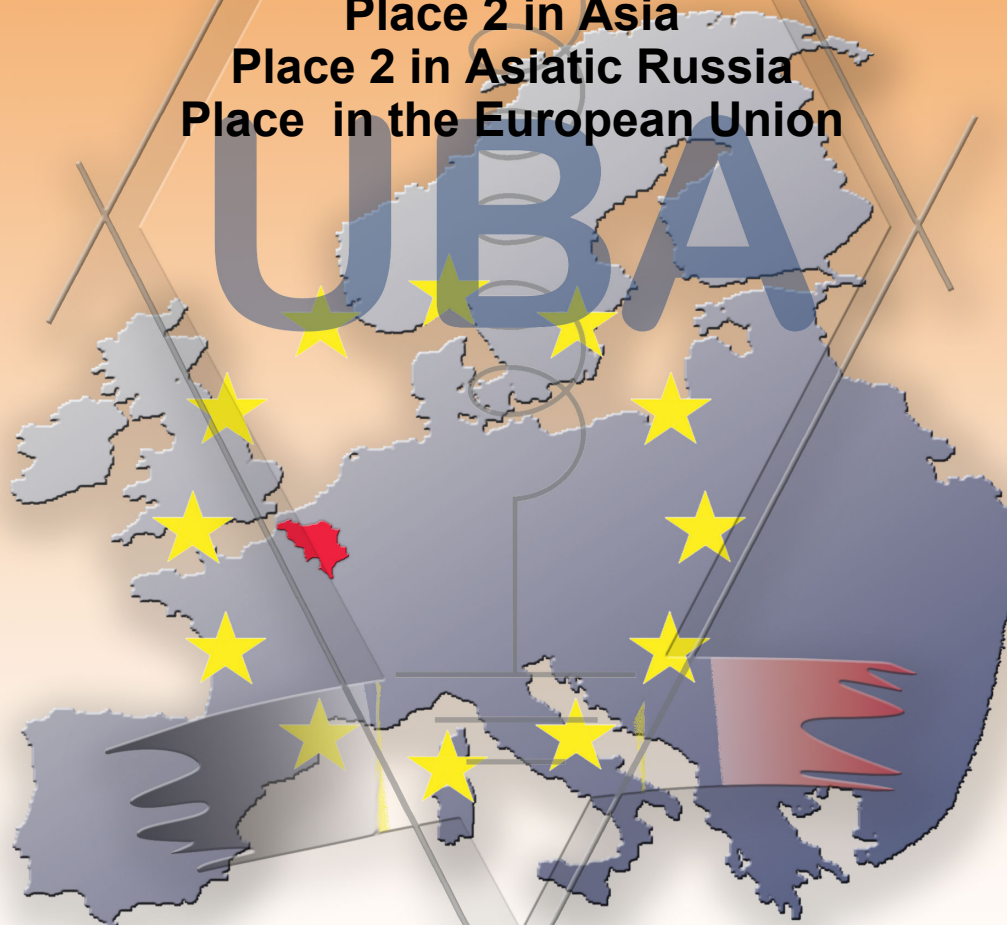 Place 2 in Asia
Place 2 in Asiatic Russia
Place  in the European Union
UBA